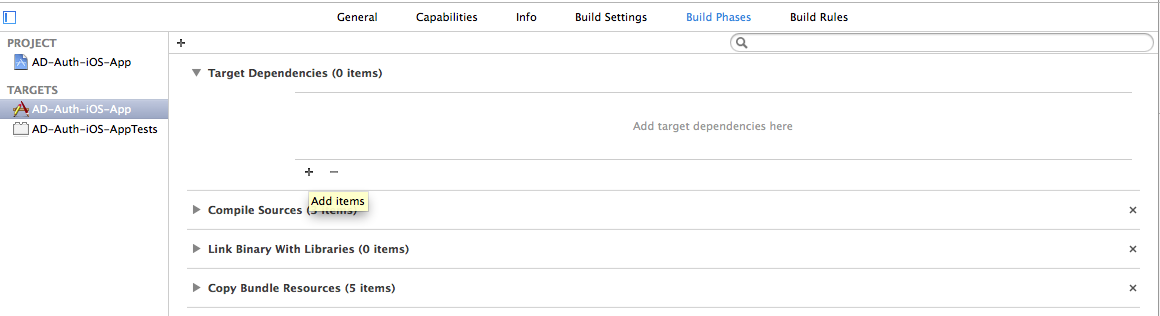 General Capabilities Info Build Settings Build Phases Build Rules
PROJECT
AD-Auth-iOS-App
TARGETS
AD-Auth-iOS-App
AD-Auth-iOS-AppTests
Target Dependencies (0 items)
Add target dependencies here
Add items
Compile Sources (5 items)
Link Binary With Libraries (0 items)
Copy Bundle Resources (5 items)